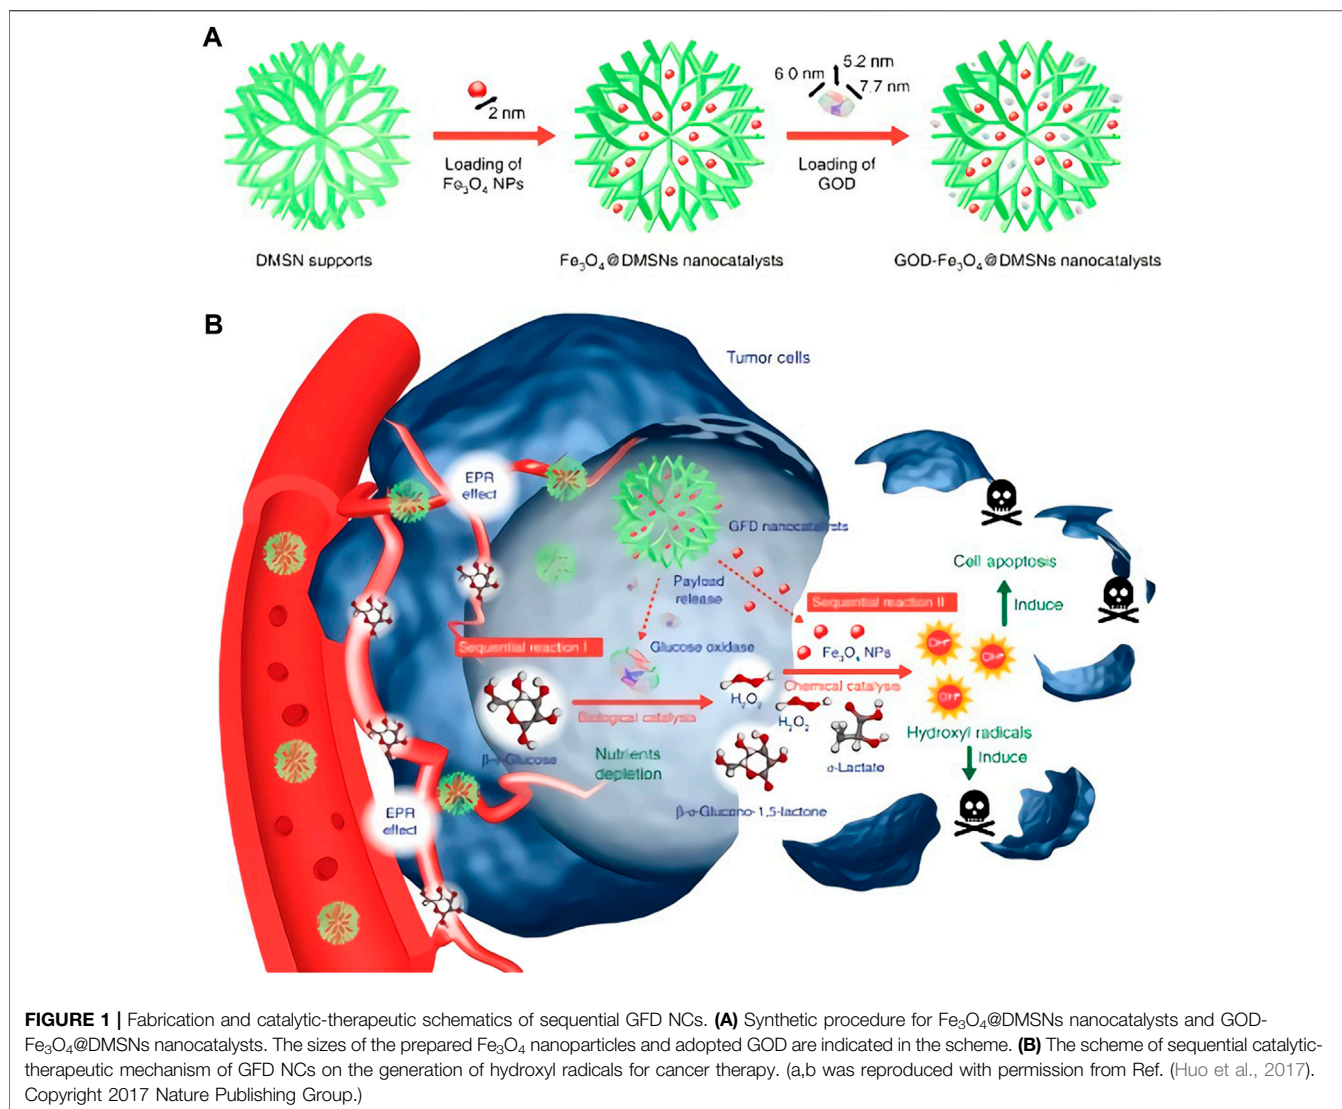 A
2 nm
Loading of
Fe₃O₄ NPs
6.0 nm
5.2 nm
7.7 nm
Loading of
GOD
DMSN supports
Fe₃O₄@DMSNs nanocatalysts
GOD-Fe₃O₄@DMSNs nanocatalysts
B
Tumor cells
EPR
effect
GFD nanocatalysts
Payload
release
Cell apoptosis
Induce
Sequential reaction II
Sequential reaction I
Glucose oxidase
Fe₃O₄ NPs
OH•
OH•
OH•
H₂O₂
Chemical catalysis
H₂O₂
Biological catalysis
Hydroxyl radicals
Induce
Nutrients
depletion
Glucose
Lactate
EPR
effect
β-D-Glucono-1,5-lactone
FIGURE 1 | Fabrication and catalytic-therapeutic schematics of sequential GFD NCs. (A) Synthetic procedure for Fe₃O₄@DMSNs nanocatalysts and GOD-
Fe₃O₄@DMSNs nanocatalysts. The sizes of the prepared Fe₃O₄ nanoparticles and adopted GOD are indicated in the scheme. (B) The scheme of sequential catalytic-
therapeutic mechanism of GFD NCs on the generation of hydroxyl radicals for cancer therapy. (a,b was reproduced with permission from Ref. (Huo et al., 2017).
Copyright 2017 Nature Publishing Group.)